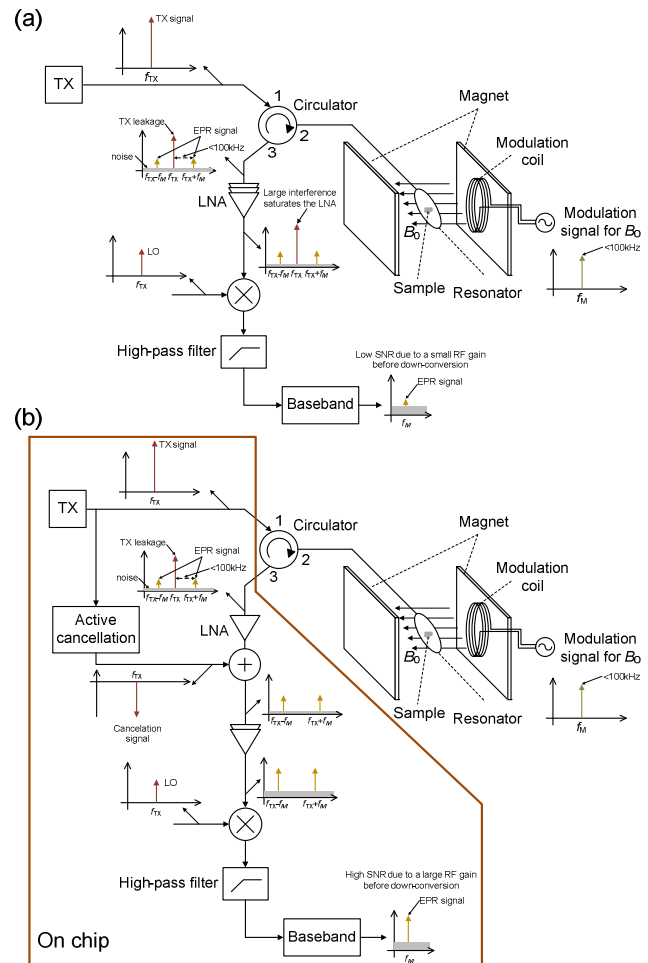 (a)
TX signal
fTX
TX
1
Circulator
2
3
TX leakage
EPR signal
<100kHz
noise
fTX-fM fTX fTX+fM
LNA
Large interference
saturates the LNA
fTX-fM fTX fTX+fM
LO
fTX
High-pass filter
Baseband
Low SNR due to a small RF gain
before down-conversion
EPR signal
fM
Magnet
Modulation
coil
B0
Sample
Resonator
Modulation
signal for B0
<100kHz
fM
(b)
TX signal
fTX
TX
1
Circulator
2
3
TX leakage
EPR signal
<100kHz
noise
fTX-fM fTX fTX+fM
Active
cancellation
LNA
fTX
Cancelation
signal
fTX-fM fTX+fM
fTX-fM fTX+fM
LO
fTX
High-pass filter
Baseband
High SNR due to a large RF gain
before down-conversion
EPR signal
fM
On chip
Magnet
Modulation
coil
B0
Sample
Resonator
Modulation
signal for B0
<100kHz
fM